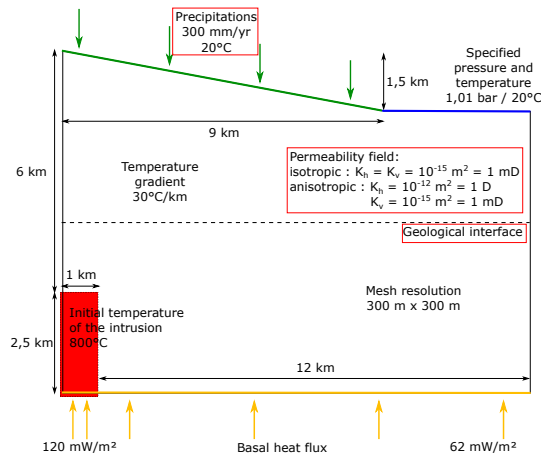 Precipitations
300 mm/yr
20°C
Specified
pressure and
temperature
1,01 bar / 20°C
1,5 km
9 km
6 km
Temperature
gradient
30°C/km
Permeability field:
isotropic : Kₕ = Kᵥ = 10⁻¹⁵ m² = 1 mD
anisotropic : Kₕ = 10⁻¹² m² = 1 D
Kᵥ = 10⁻¹⁵ m² = 1 mD
Geological interface
1 km
Mesh resolution
300 m x 300 m
Initial temperature
of the intrusion
800°C
2,5 km
12 km
120 mW/m²
Basal heat flux
62 mW/m²